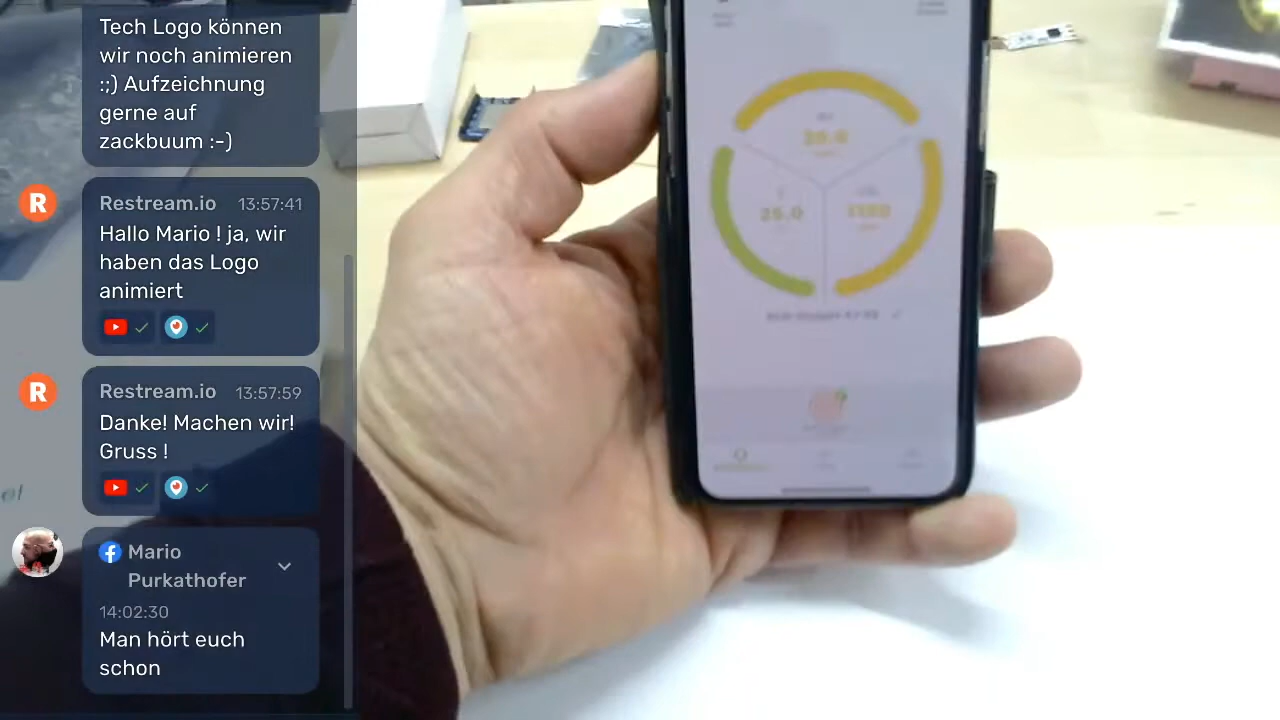 Tech Logo können
wir noch animieren
:;) Aufzeichnung
gerne auf
zackbuum :-)
Restream.io 13:57:41
Hallo Mario ! ja, wir
haben das Logo
animiert
Restream.io 13:57:59
Danke! Machen wir!
Gruss !
Mario
Purkathofer
14:02:30
Man hört euch
schon
25.0